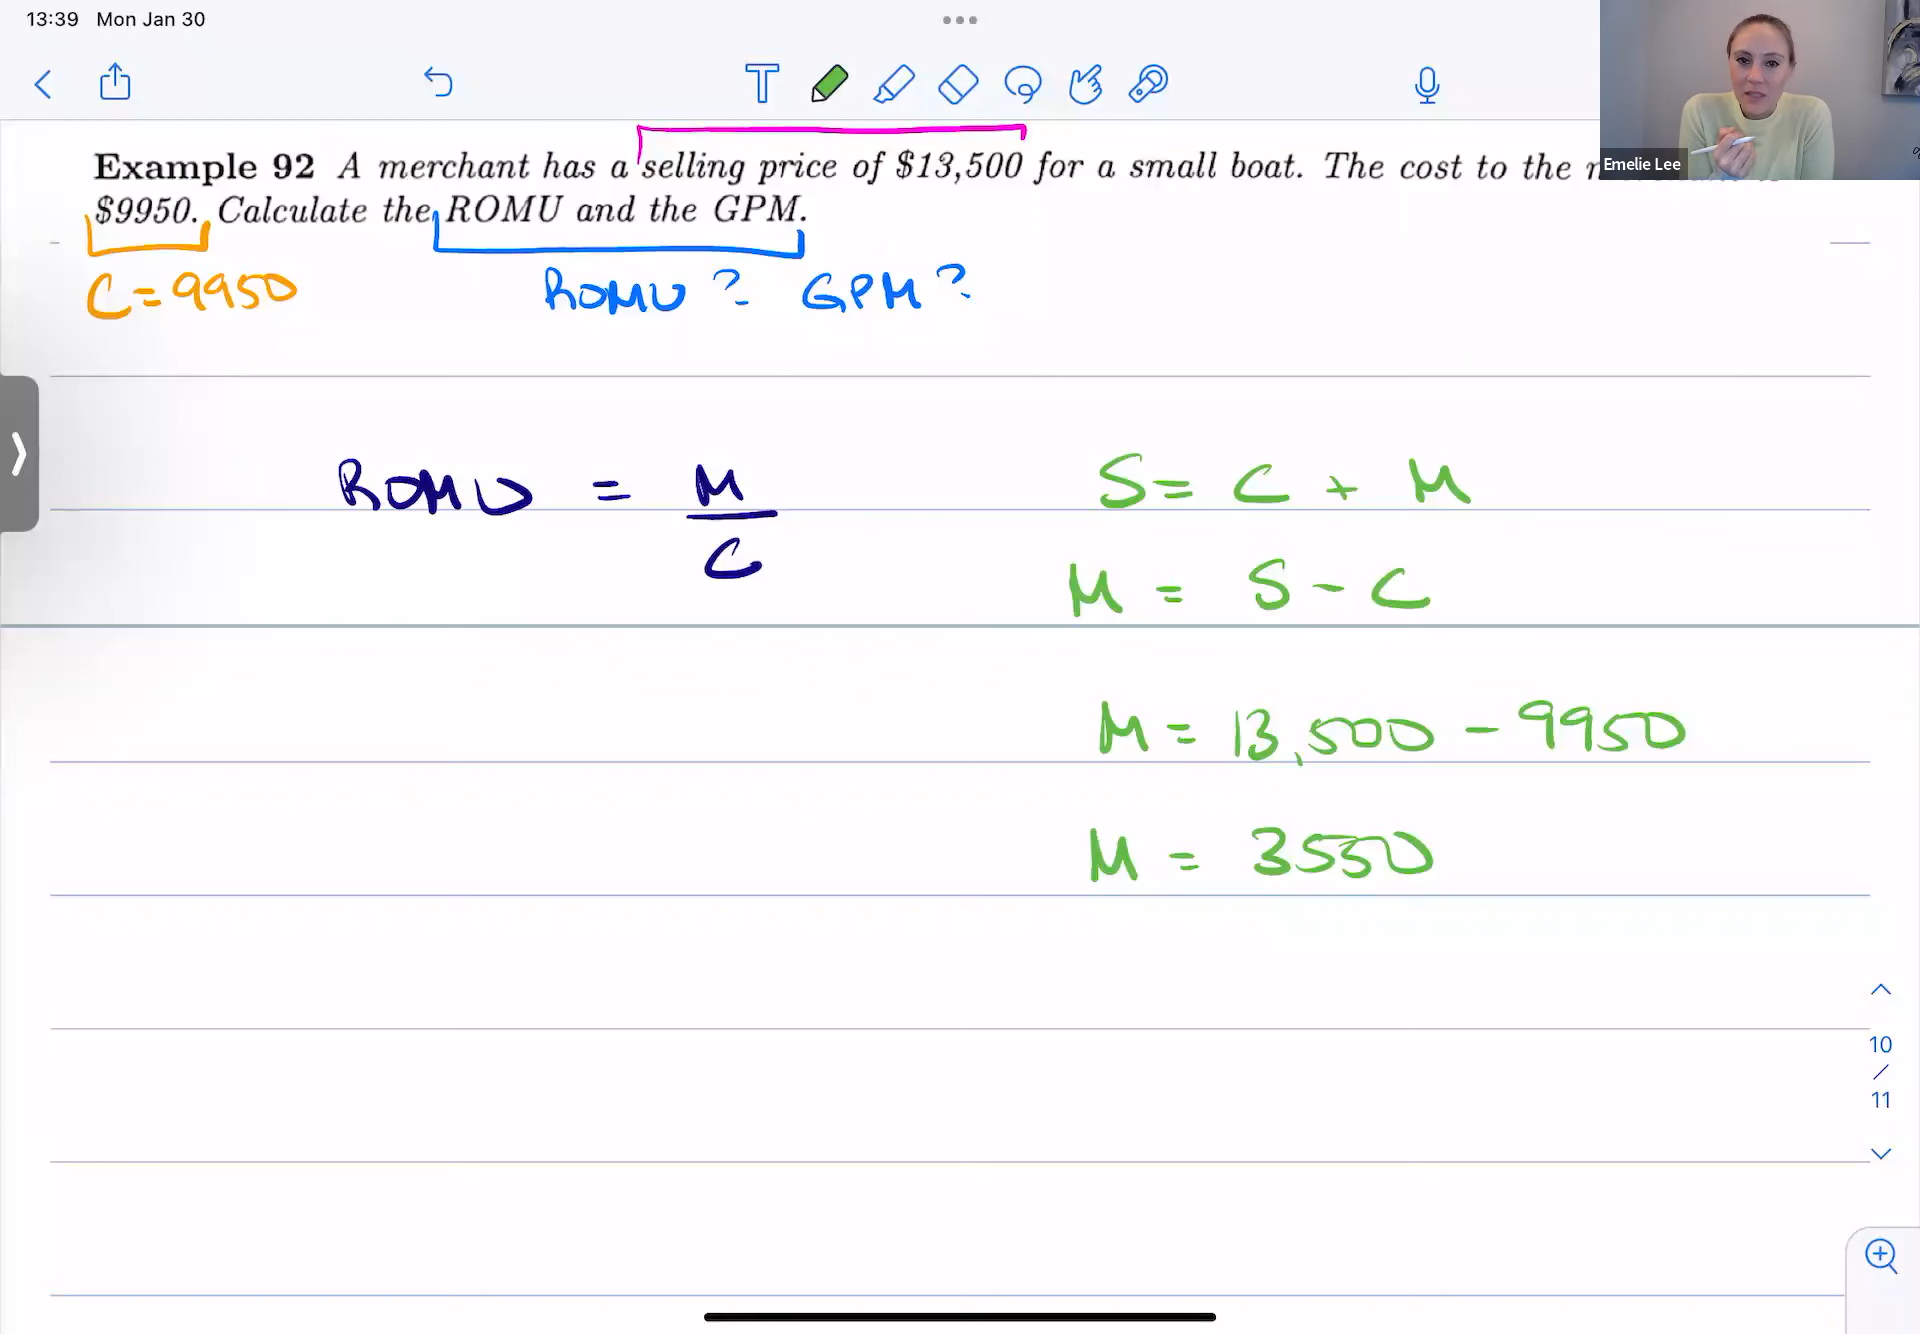 13:39 Mon Jan 30
Emelie Lee
Example 92 A merchant has a selling price of $13,500 for a small boat. The cost to the
$9950. Calculate the ROMU and the GPM.
C = 9950
ROMU ? GPM ?
ROMU = M
C
S = C + M
M = S - C
M = 13,500 - 9950
M = 3550
10
/
11